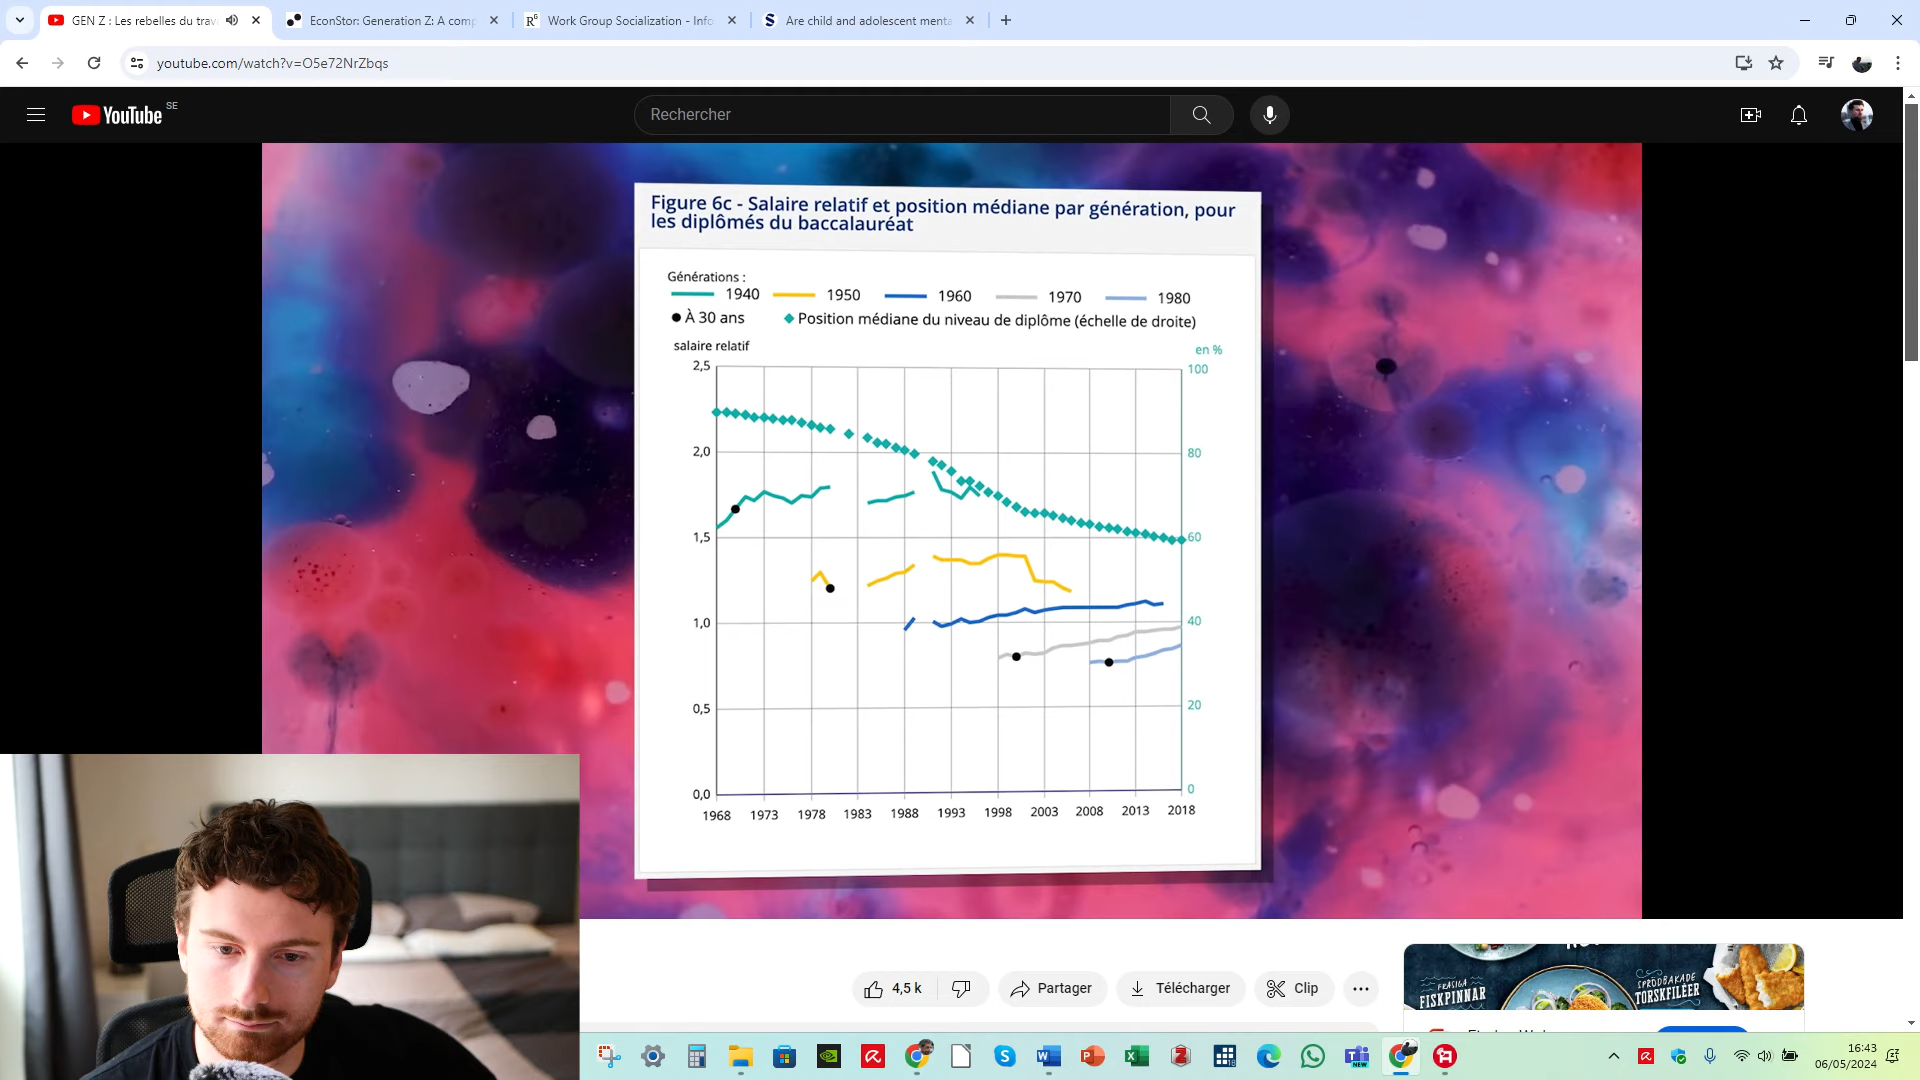 GEN Z : Les rebelles du trav
EconStor: Generation Z: A comp
Work Group Socialization - Info
Are child and adolescent menta
youtube.com/watch?v=O5e72NrZbqs
YouTube SE
Rechercher
Figure 6c - Salaire relatif et position médiane par génération, pour
les diplômés du baccalauréat
Générations :
1940 1950 1960 1970 1980
À 30 ans Position médiane du niveau de diplôme (échelle de droite)
salaire relatif
en %
2,5 100
2,0 80
1,5 60
1,0 40
0,5 20
0,0 0
1968 1973 1978 1983 1988 1993 1998 2003 2008 2013 2018
4,5 k Partager Télécharger Clip
FRASIGA
FISKPINNAR
SPRÖDBAKADE
TORSKFILÉER
16:43
06/05/2024